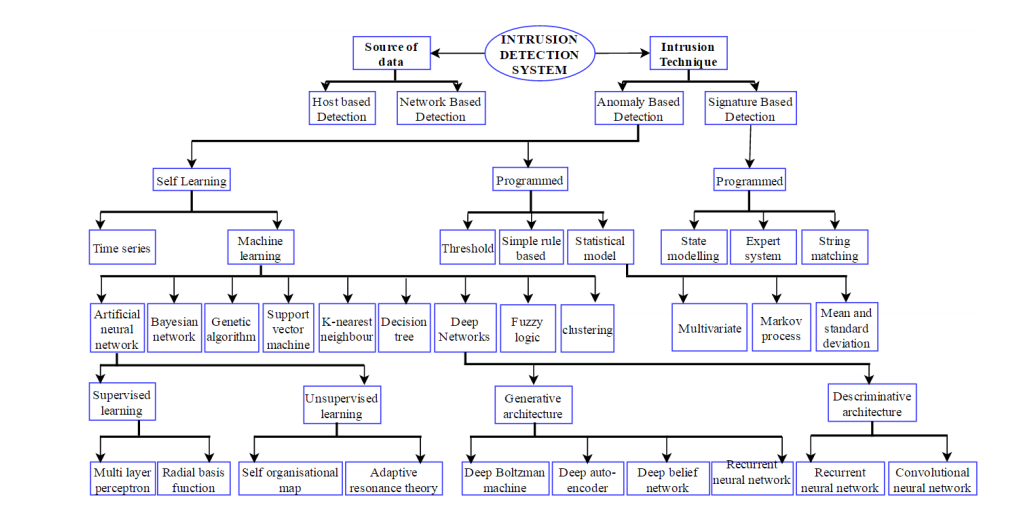 INTRUSION
DETECTION
SYSTEM
Source of
data
Intrusion
Technique
Host based
Detection
Network Based
Detection
Anomaly Based
Detection
Signature Based
Detection
Self Learning
Programmed
Programmed
Time series
Machine
learning
Threshold
Simple rule
based
Statistical
model
State
modelling
Expert
system
String
matching
Artificial
neural
network
Bayesian
network
Genetic
algorithm
Support
vector
machine
K-nearest
neighbour
Decision
tree
Deep
Networks
Fuzzy
logic
clustering
Multivariate
Markov
process
Mean and
standard
deviation
Supervised
learning
Unsupervised
learning
Generative
architecture
Descriminative
architecture
Multi layer
perceptron
Radial basis
function
Self organisational
map
Adaptive
resonance theory
Deep Boltzman
machine
Deep auto-
encoder
Deep belief
network
Recurrent
neural network
Recurrent
neural network
Convolutional
neural network